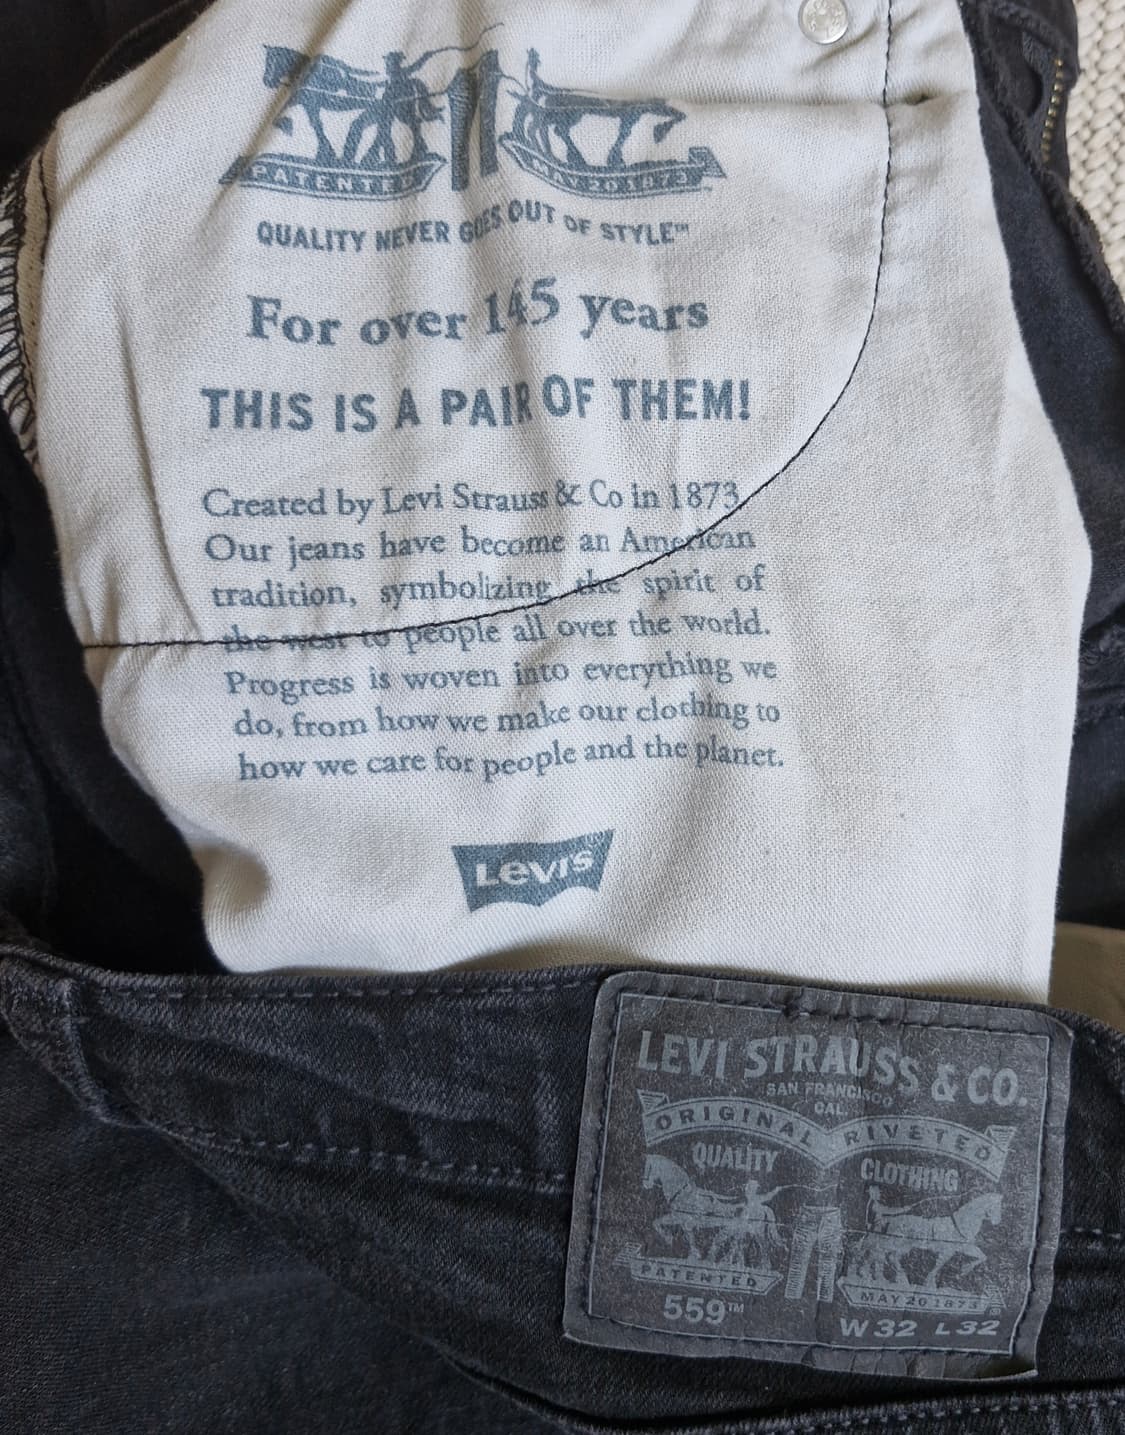 PATENTED
MAY 20 1873
QUALITY NEVER GOES OUT OF STYLE™
For over 145 years
THIS IS A PAIR OF THEM!
Created by Levi Strauss & Co in 1873
Our jeans have become an American
tradition, symbolizing the spirit of
the west to people all over the world.
Progress is woven into everything we
do, from how we make our clothing to
how we care for people and the planet.
Levi's
LEVI STRAUSS & CO.
SAN FRANCISCO
CAL.
ORIGINAL RIVETED
QUALITY CLOTHING
PATENTED
MAY 20 1873
559™
W 32 L 32